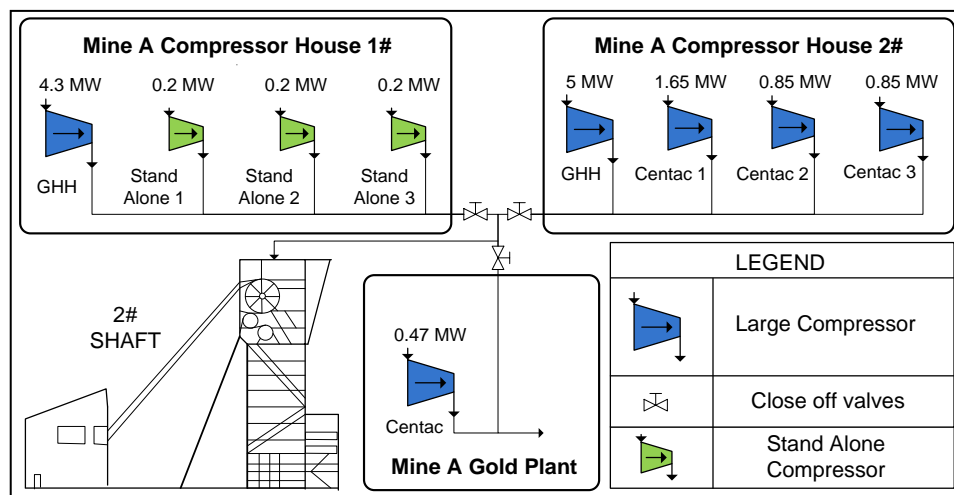 Mine A Compressor House 1#
4.3 MW
0.2 MW
0.2 MW
0.2 MW
GHH
Stand
Alone 1
Stand
Alone 2
Stand
Alone 3
Mine A Compressor House 2#
5 MW
1.65 MW
0.85 MW
0.85 MW
GHH
Centac 1
Centac 2
Centac 3
2#
SHAFT
0.47 MW
Centac
Mine A Gold Plant
LEGEND
Large Compressor
Close off valves
Stand Alone
Compressor